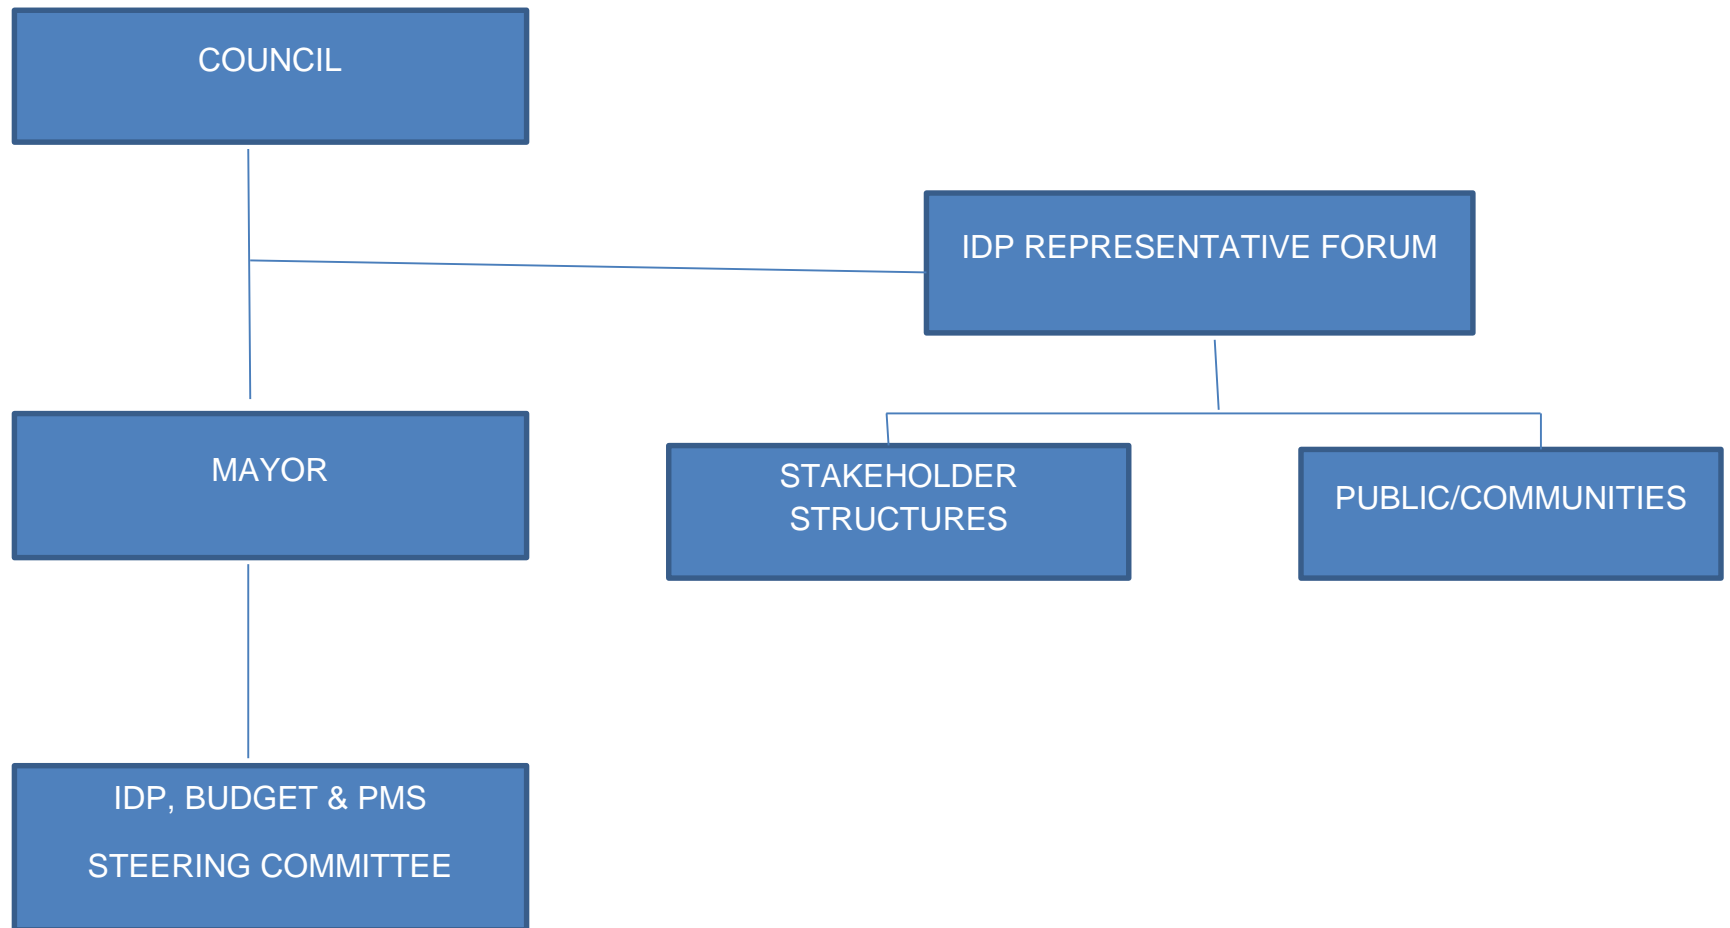 COUNCIL
IDP REPRESENTATIVE FORUM
MAYOR
STAKEHOLDER
STRUCTURES
PUBLIC/COMMUNITIES
IDP, BUDGET & PMS
STEERING COMMITTEE